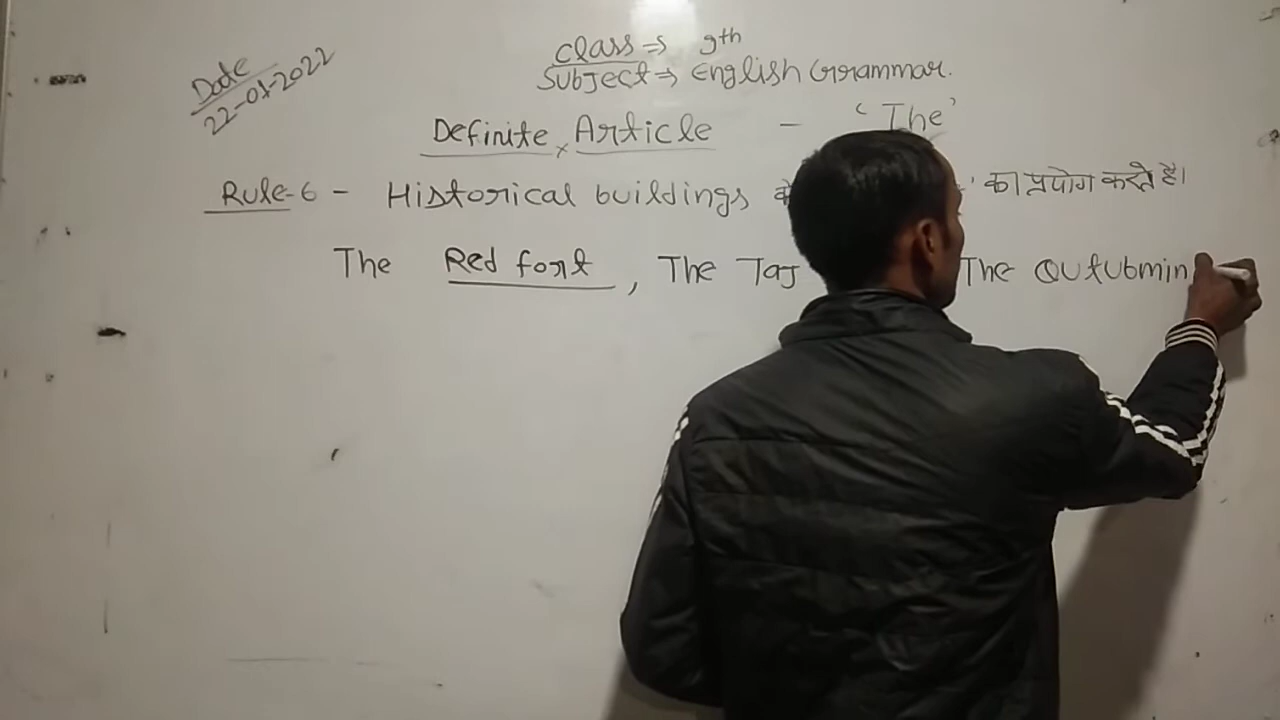 Date
22-01-2022
Class ⇒ 9th
Subject ⇒ English Grammar.
Definite Article - 'The'
Rule-6 - Historical buildings का प्रयोग करते है।
The Red fort, The Taj The Qutubmin